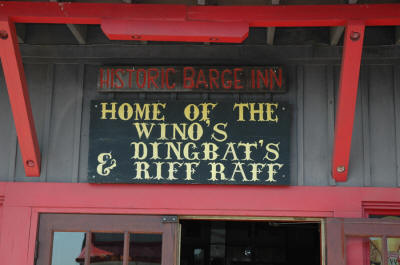 HISTORIC BARGE INN
HOME OF THE
WINO'S
DINGBAT'S
& RIFF RAFF